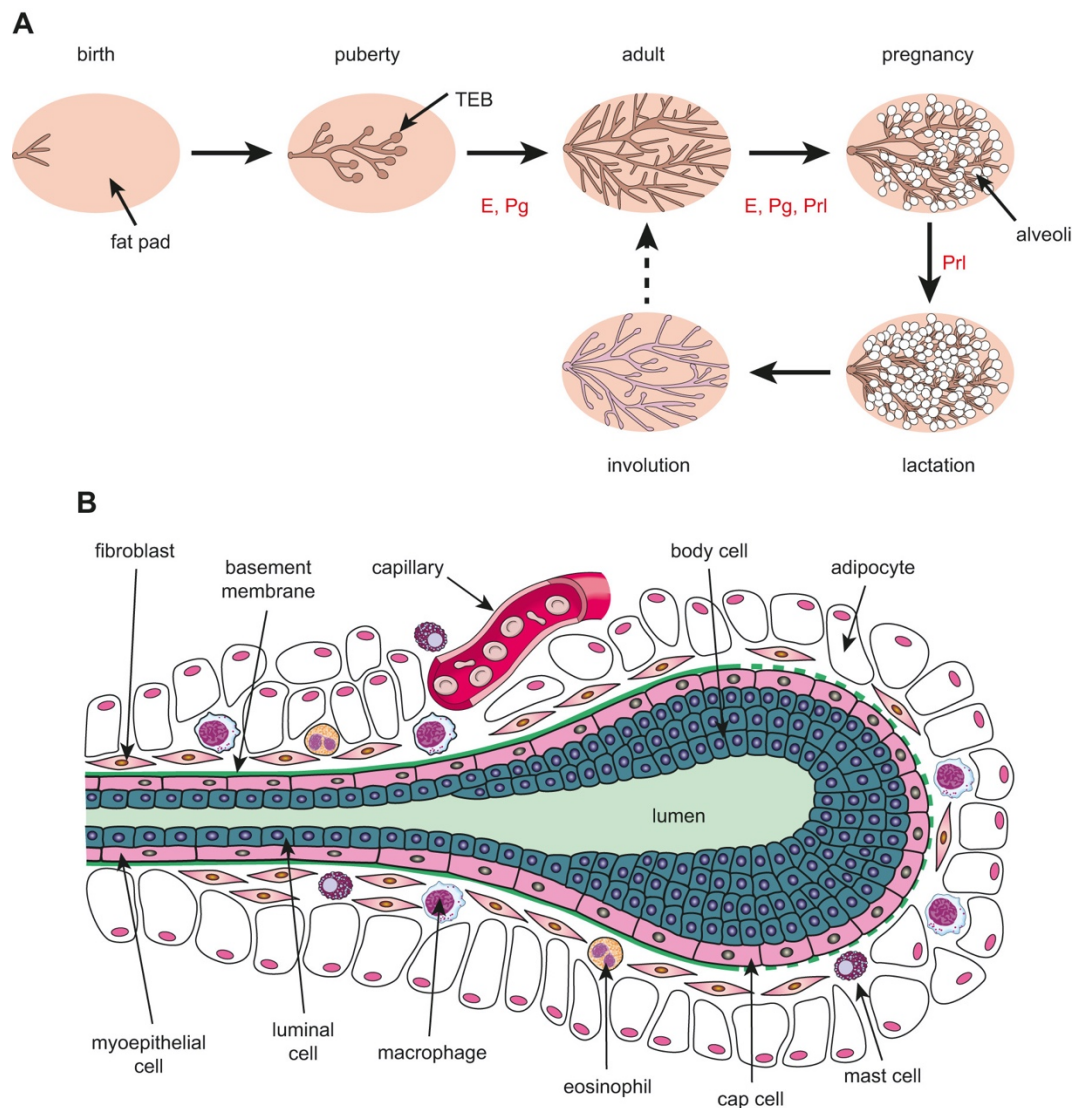 A
birth
puberty
adult
pregnancy
TEB
fat pad
E, Pg
E, Pg, Prl
alveoli
Prl
involution
lactation
B
fibroblast
basement
membrane
capillary
body cell
adipocyte
lumen
myoepithelial
cell
luminal
cell
macrophage
eosinophil
cap cell
mast cell